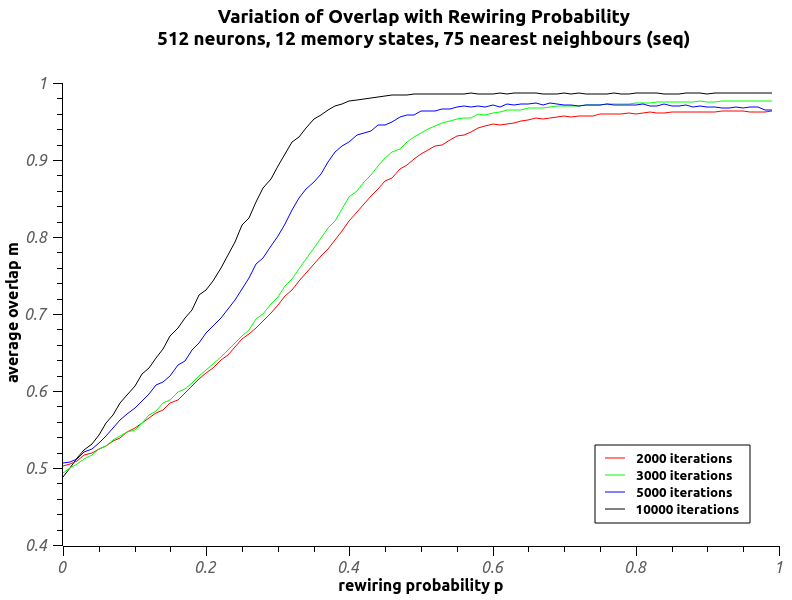 Variation of Overlap with Rewiring Probability
512 neurons, 12 memory states, 75 nearest neighbours (seq)
1
0.9
0.8
0.7
0.6
0.5
0.4
average overlap m
2000 iterations
3000 iterations
5000 iterations
10000 iterations
0 0.2 0.4 0.6 0.8 1
rewiring probability p